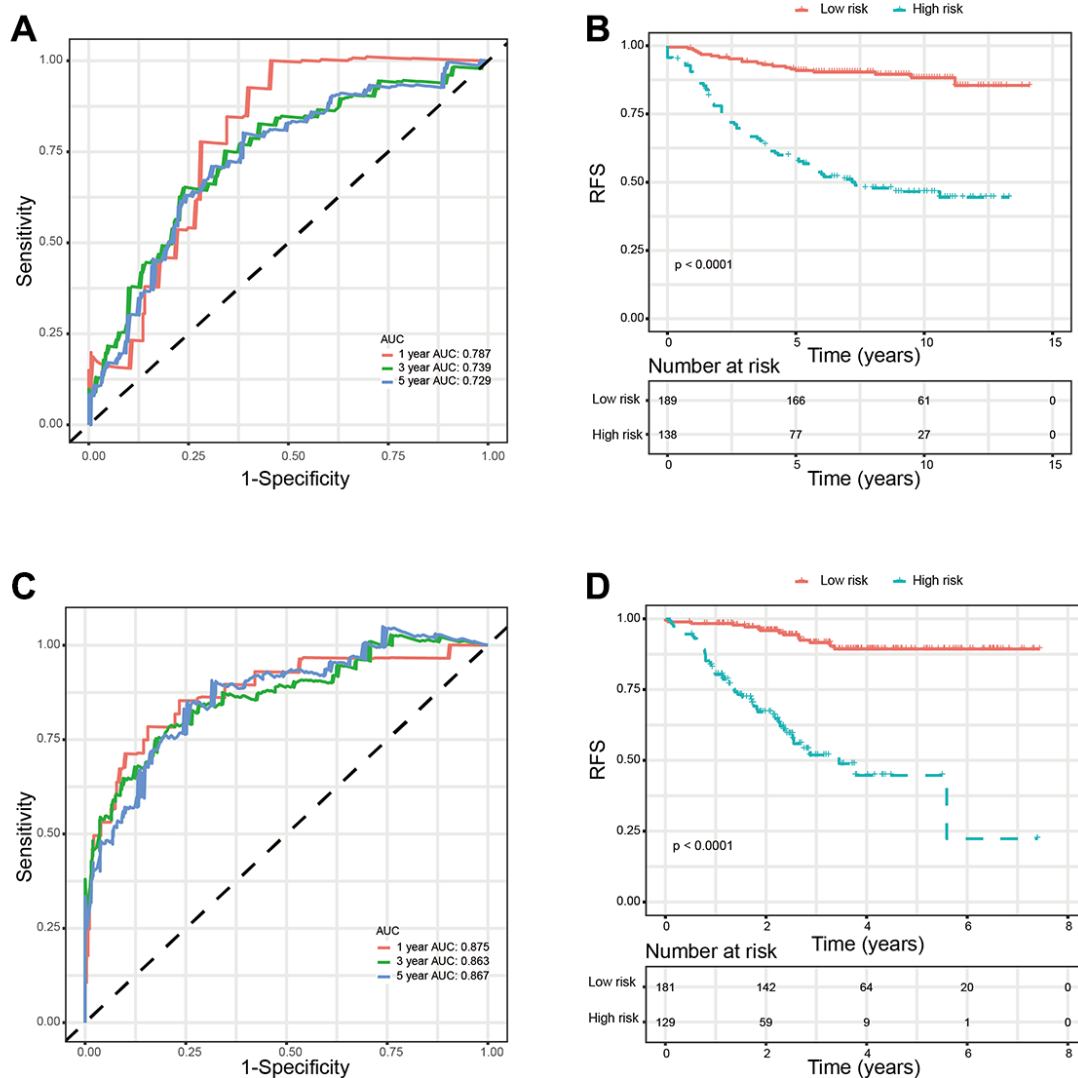 A
1.00
0.75
0.50
0.25
0.00
Sensitivity
AUC
1 year AUC: 0.787
3 year AUC: 0.739
5 year AUC: 0.729
0.00 0.25 0.50 0.75 1.00
1-Specificity
B
Low risk High risk
1.00
0.75
0.50
0.25
0.00
RFS
p < 0.0001
0 5 10 15
Time (years)
Number at risk
Low risk 189 166 61 0
High risk 138 77 27 0
0 5 10 15
Time (years)
C
1.00
0.75
0.50
0.25
0.00
Sensitivity
AUC
1 year AUC: 0.875
3 year AUC: 0.863
5 year AUC: 0.867
0.00 0.25 0.50 0.75 1.00
1-Specificity
D
Low risk High risk
1.00
0.75
0.50
0.25
0.00
RFS
p < 0.0001
0 2 4 6 8
Time (years)
Number at risk
Low risk 181 142 64 20 0
High risk 129 59 9 1 0
0 2 4 6 8
Time (years)